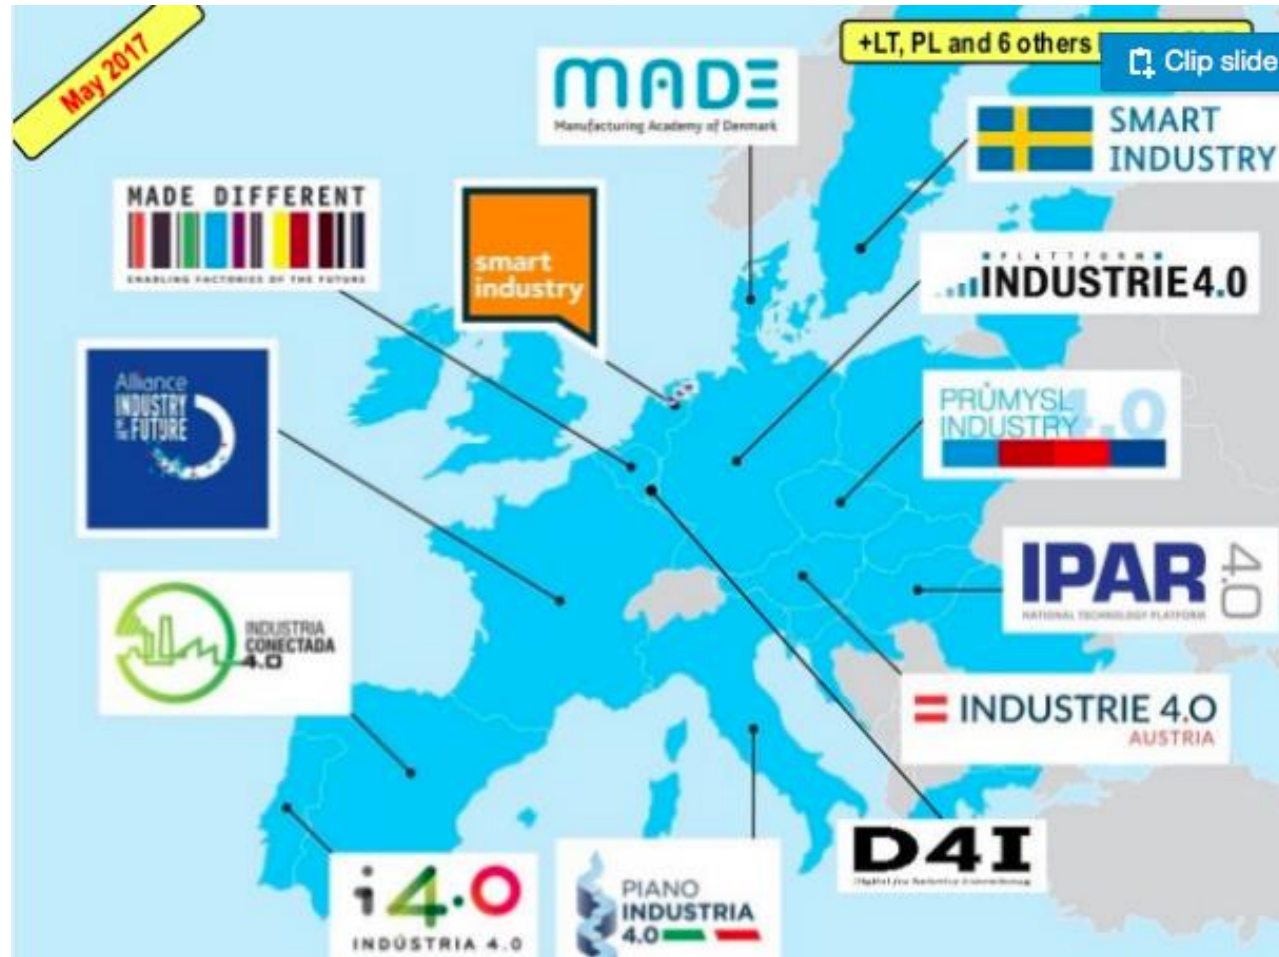 May 2017
+LT, PL and 6 others
Clip slide
MADE
Manufacturing Academy of Denmark
SMART
INDUSTRY
MADE DIFFERENT
ENABLING FACTORIES OF THE FUTURE
smart
industry
PLATTFORM
INDUSTRIE4.0
Alliance
INDUSTRY
OF THE FUTURE
PRŮMYSL
INDUSTRY 4.0
IPAR 4.0
NATIONAL TECHNOLOGY PLATFORM
INDUSTRIA
CONECTADA
4.0
INDUSTRIE 4.0
AUSTRIA
D4I
i4.0
INDÚSTRIA 4.0
PIANO
INDUSTRIA
4.0